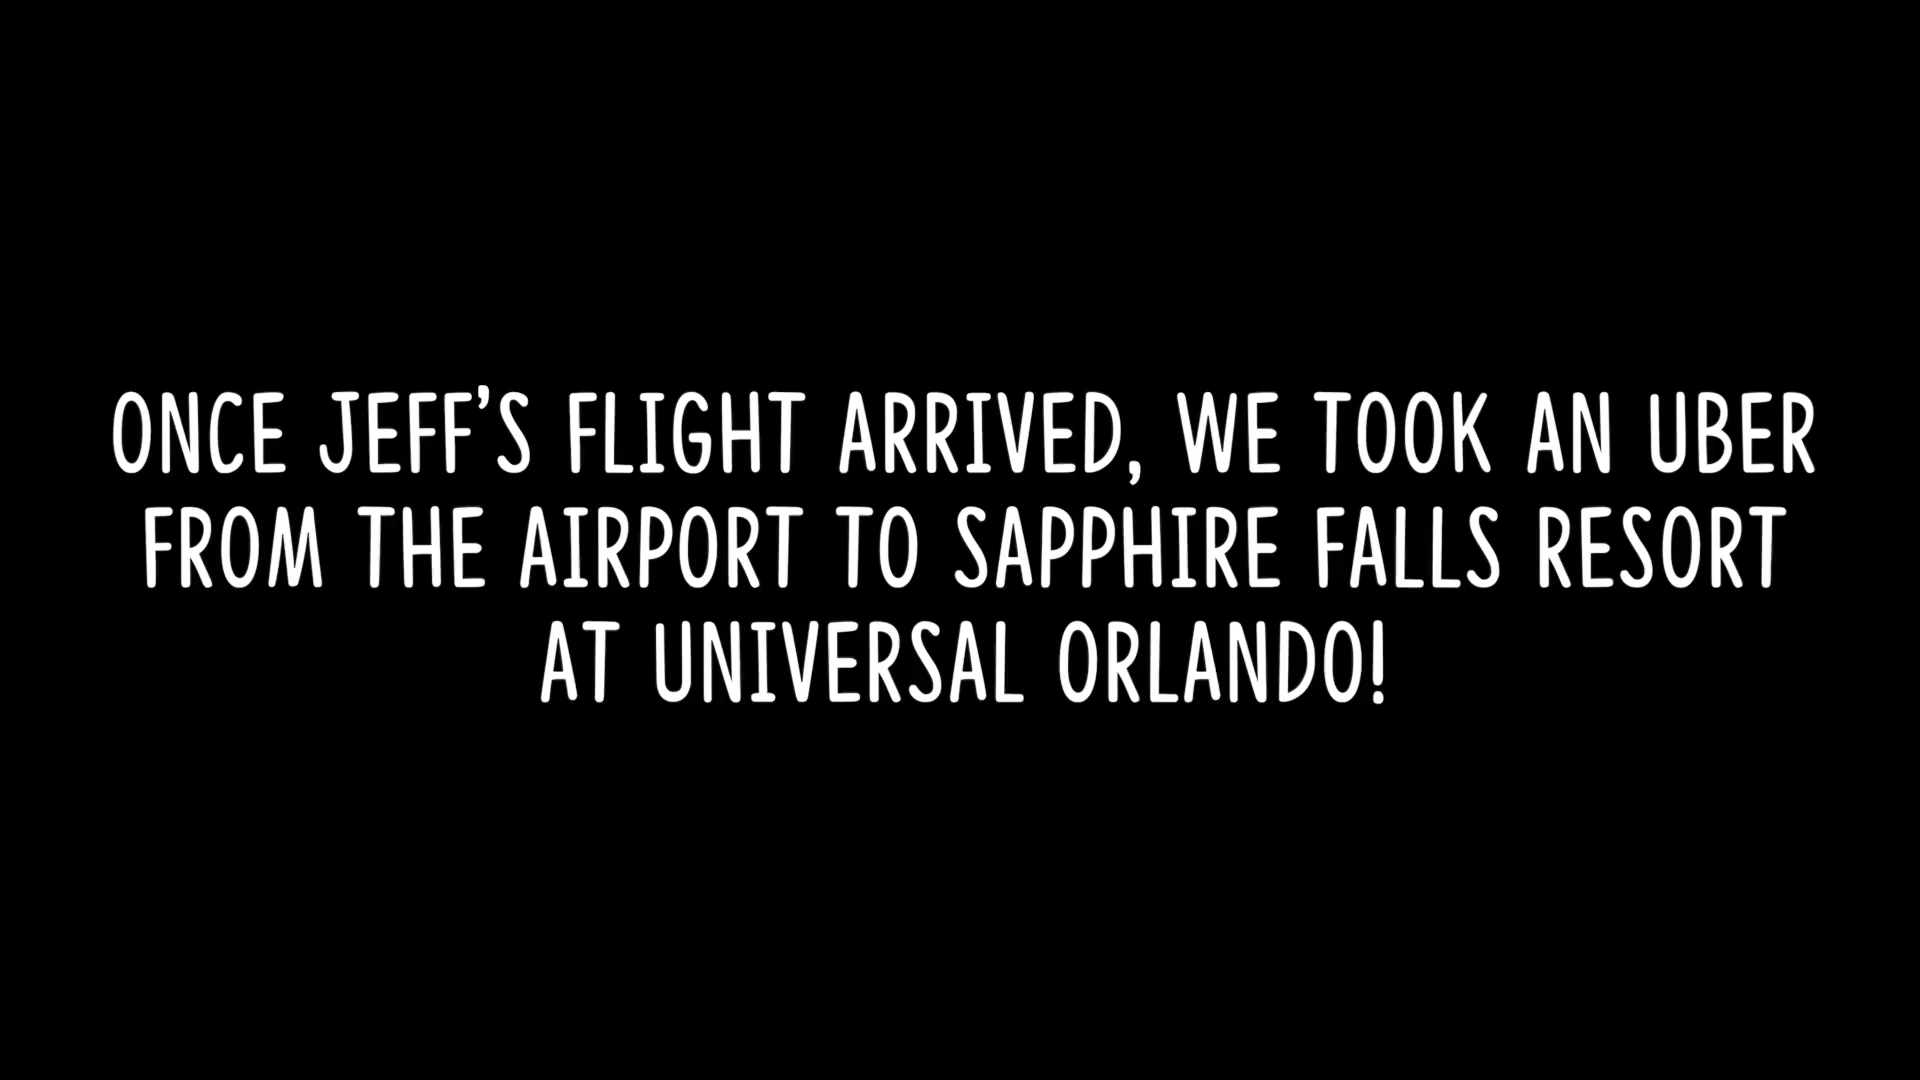 ONCE JEFF’S FLIGHT ARRIVED, WE TOOK AN UBER
FROM THE AIRPORT TO SAPPHIRE FALLS RESORT
AT UNIVERSAL ORLANDO!